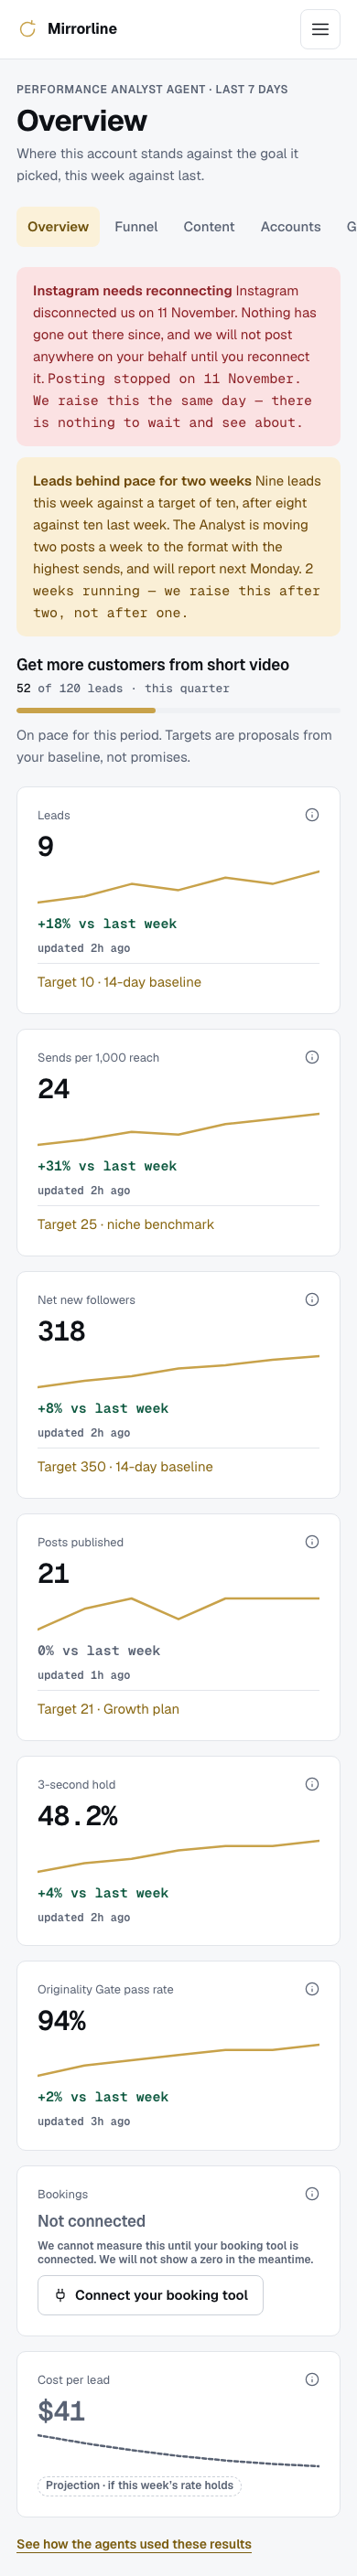 Mirrorline
PERFORMANCE ANALYST AGENT · LAST 7 DAYS
Overview
Where this account stands against the goal it
picked, this week against last.
Overview Funnel Content Accounts G
Instagram needs reconnecting Instagram
disconnected us on 11 November. Nothing has
gone out there since, and we will not post
anywhere on your behalf until you reconnect
it. Posting stopped on 11 November.
We raise this the same day — there
is nothing to wait and see about.
Leads behind pace for two weeks Nine leads
this week against a target of ten, after eight
against ten last week. The Analyst is moving
two posts a week to the format with the
highest sends, and will report next Monday. 2
weeks running — we raise this after
two, not after one.
Get more customers from short video
52 of 120 leads · this quarter
On pace for this period. Targets are proposals from
your baseline, not promises.
Leads
9
+18% vs last week
updated 2h ago
Target 10 · 14-day baseline
Sends per 1,000 reach
24
+31% vs last week
updated 2h ago
Target 25 · niche benchmark
Net new followers
318
+8% vs last week
updated 2h ago
Target 350 · 14-day baseline
Posts published
21
0% vs last week
updated 1h ago
Target 21 · Growth plan
3-second hold
48.2%
+4% vs last week
updated 2h ago
Originality Gate pass rate
94%
+2% vs last week
updated 3h ago
Bookings
Not connected
We cannot measure this until your booking tool is
connected. We will not show a zero in the meantime.
Connect your booking tool
Cost per lead
$41
Projection · if this week's rate holds
See how the agents used these results